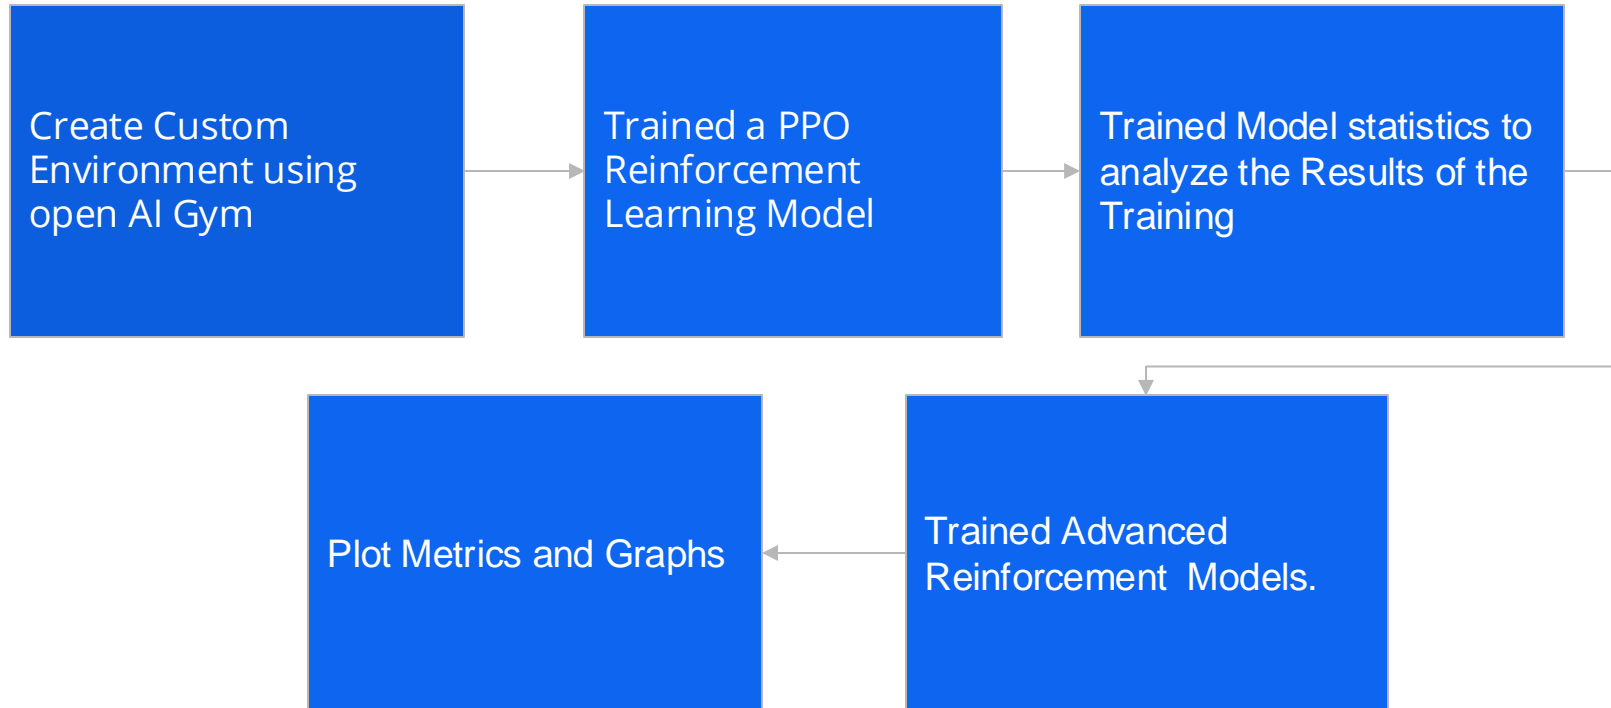 Create Custom
Environment using
open AI Gym
Trained a PPO
Reinforcement
Learning Model
Trained Model statistics to
analyze the Results of the
Training
Trained Advanced
Reinforcement  Models.
Plot Metrics and Graphs